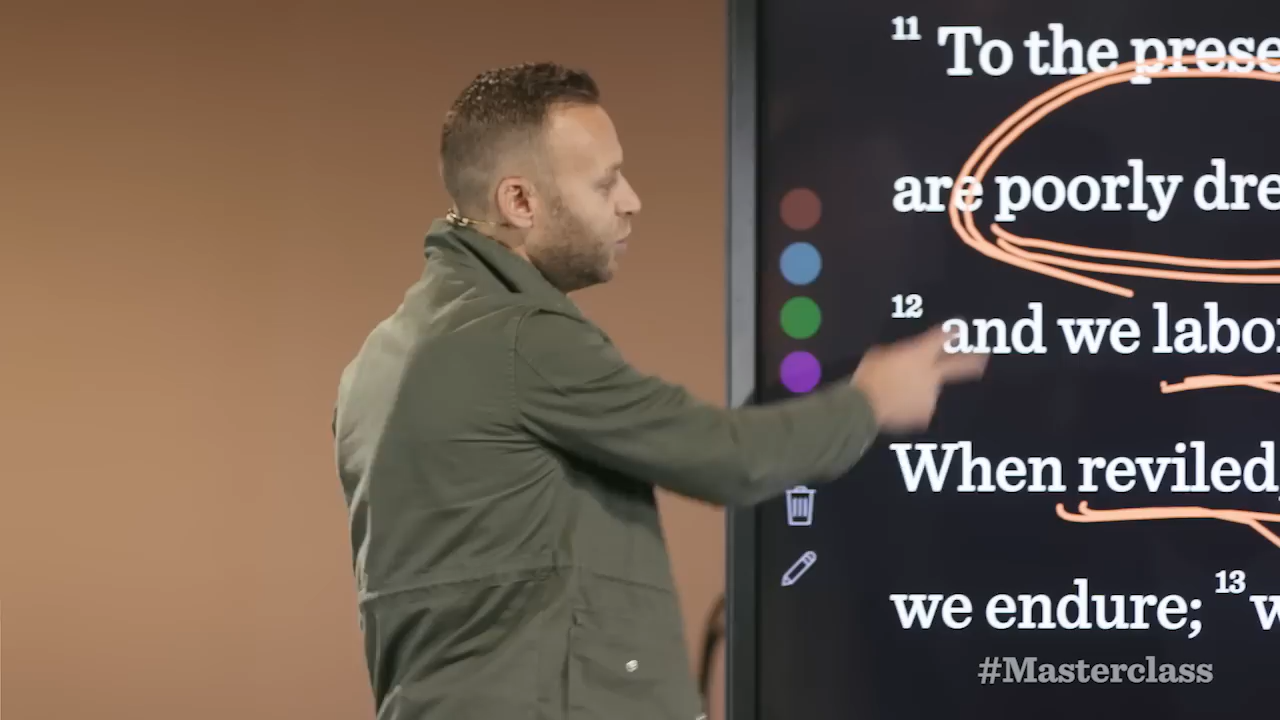 11 To the prese
are poorly dre
12 and we labo
When reviled,
we endure; 13 w
#Masterclass